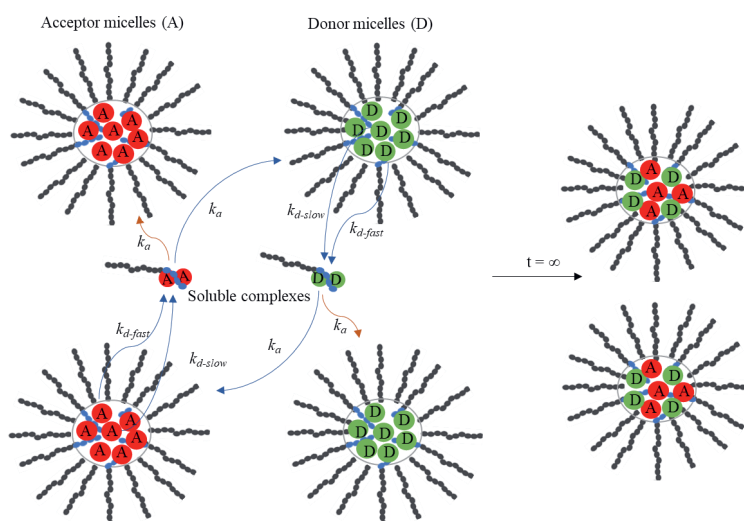 Acceptor micelles (A)
Donor micelles (D)
A A A A A A A
D D D D D D D
k_a
k_a
k_d-slow
k_d-fast
A A
D D
Soluble complexes
t = ∞
k_d-fast
k_d-slow
k_a
k_a
A A A A A A A
D D D D D D D
A D D A A D A D
A D D A A D A D